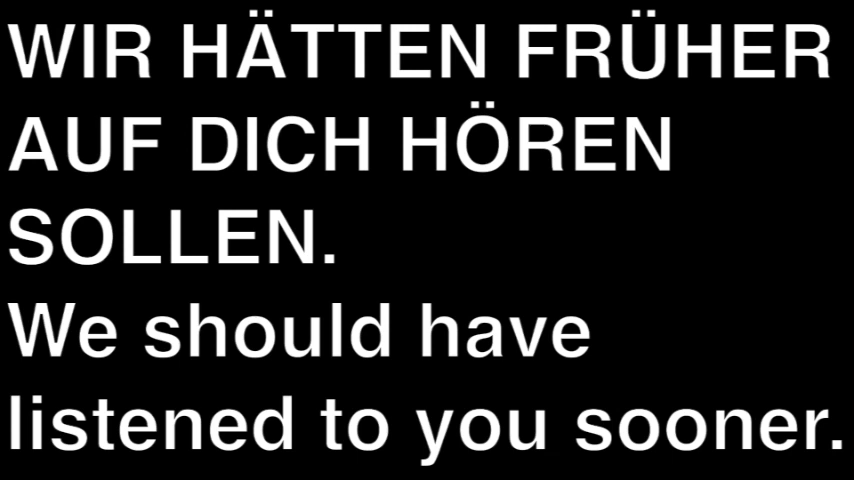 WIR HÄTTEN FRÜHER
AUF DICH HÖREN
SOLLEN.
We should have
listened to you sooner.